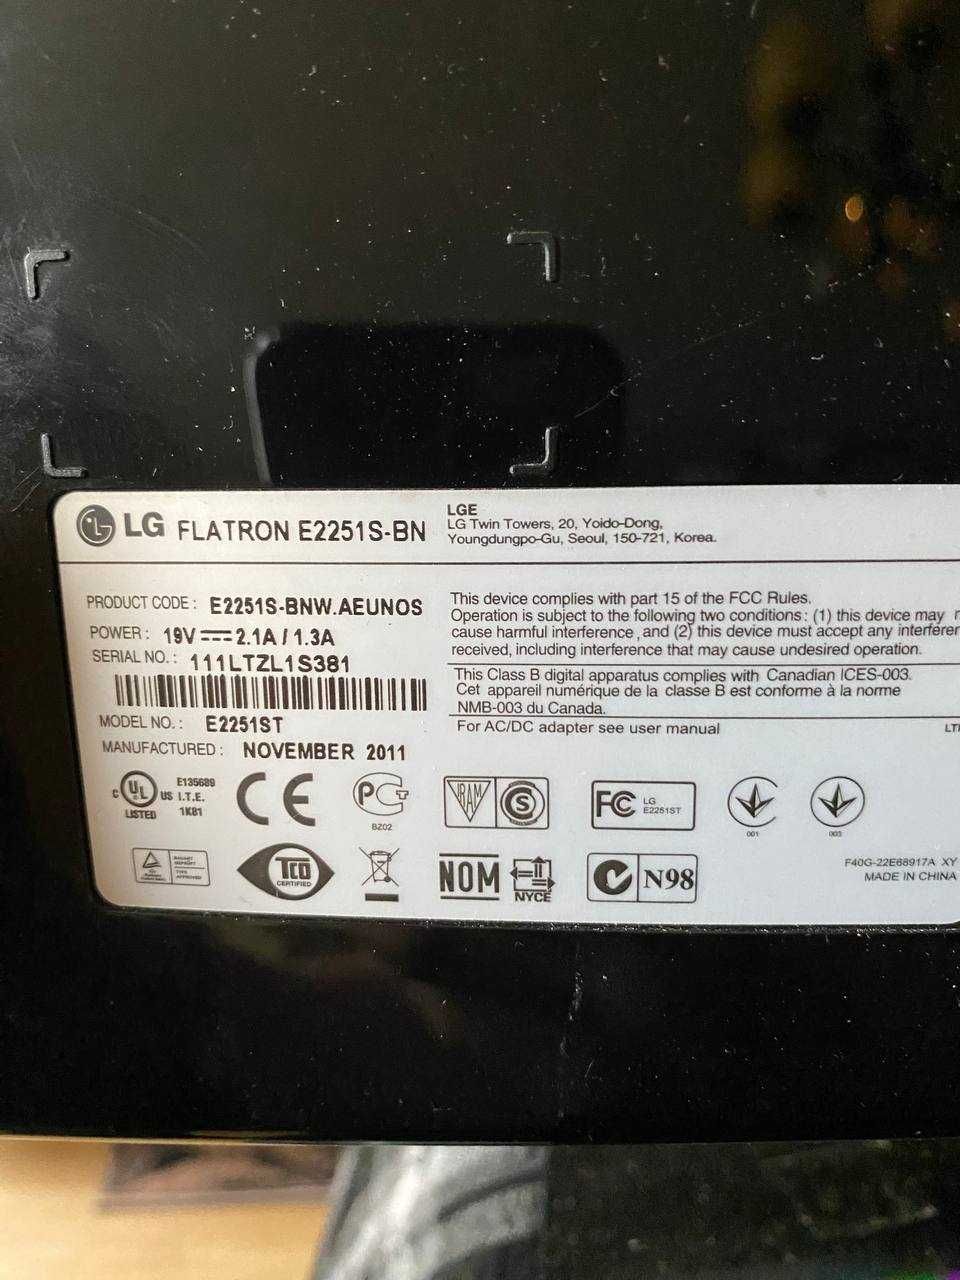 LG FLATRON E2251S-BN
LGE
LG Twin Towers, 20, Yoido-Dong,
Youngdungpo-Gu, Seoul, 150-721, Korea.
PRODUCT CODE : E2251S-BNW.AEUNOS
POWER : 19V 2.1A / 1.3A
SERIAL NO. : 111LTZL1S381
MODEL NO. : E2251ST
MANUFACTURED : NOVEMBER 2011
This device complies with part 15 of the FCC Rules.
Operation is subject to the following two conditions : (1) this device may
cause harmful interference , and (2) this device must accept any interferen
received, including interference that may cause undesired operation.
This Class B digital apparatus complies with Canadian ICES-003.
Cet appareil numérique de la classe B est conforme à la norme
NMB-003 du Canada.
For AC/DC adapter see user manual
C UL US
LISTED
E135689
I.T.E.
1K81
CE
PCT
BZ02
S
FC LG
E2251ST
001
003
TCO
CERTIFIED
NOM
NYCE
N98
F40G-22E68917A XY
MADE IN CHINA